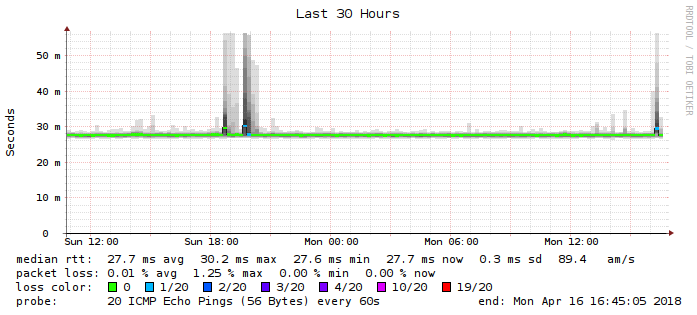 Last 30 Hours
RRDTOOL / TOBI OETIKER
Seconds
50 m
40 m
30 m
20 m
10 m
0
Sun 12:00 Sun 18:00 Mon 00:00 Mon 06:00 Mon 12:00
median rtt: 27.7 ms avg 30.2 ms max 27.6 ms min 27.7 ms now 0.3 ms sd 89.4 am/s
packet loss: 0.01 % avg 1.25 % max 0.00 % min 0.00 % now
loss color: 0 1/20 2/20 3/20 4/20 10/20 19/20
probe: 20 ICMP Echo Pings (56 Bytes) every 60s end: Mon Apr 16 16:45:05 2018